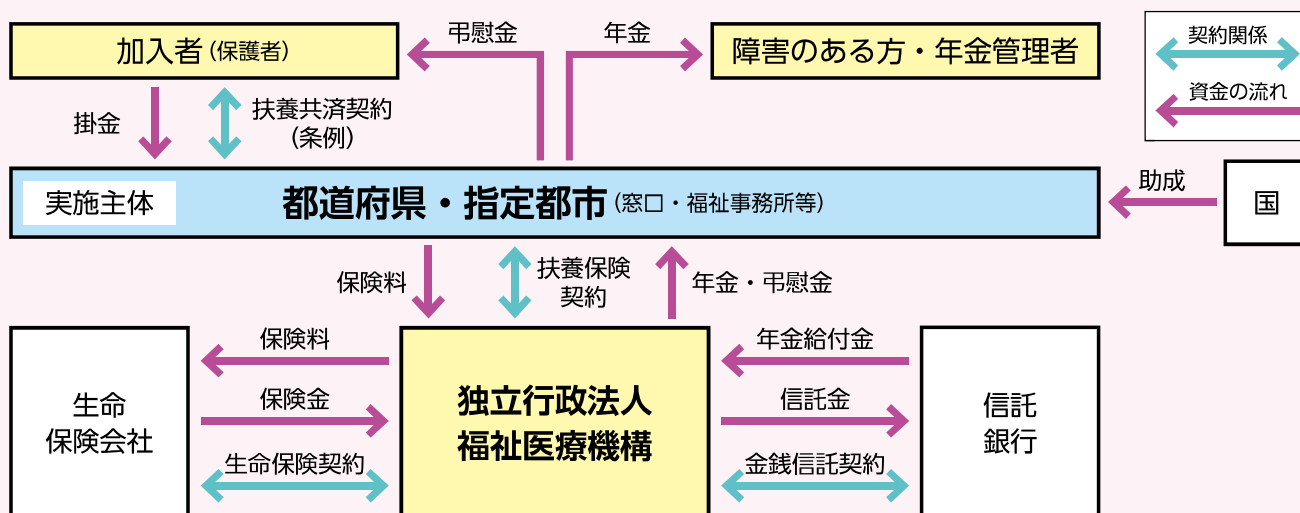 弔慰金
年金
契約関係
加入者(保護者)
障害のある方・年金管理者
資金の流れ
掛金
扶養共済契約
(条例)
助成
実施主体
都道府県・指定都市(窓口・福祉事務所等)
国
保険料
扶養保険
契約
年金・弔慰金
保険料
年金給付金
生命
保険会社
保険金
独立行政法人
福祉医療機構
信託金
信託
銀行
生命保険契約
金銭信託契約